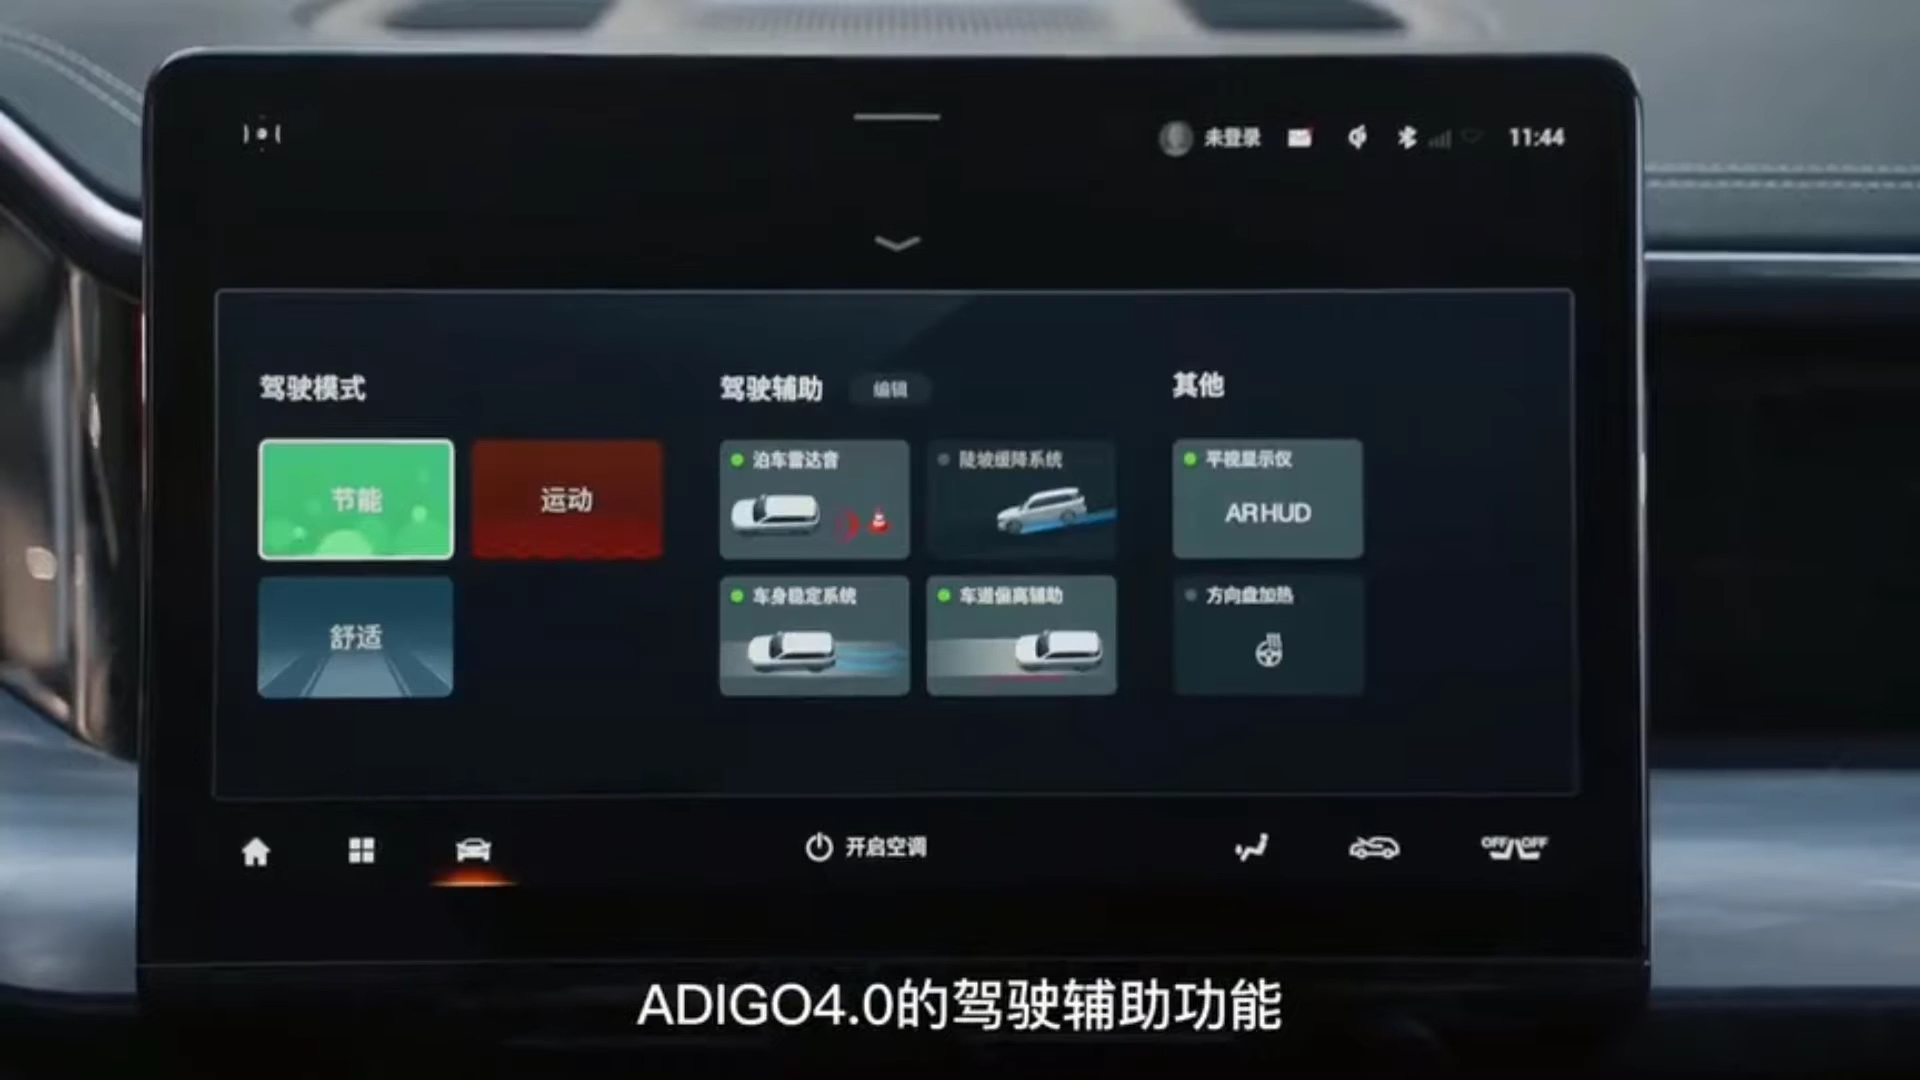 未登录
11:44
驾驶模式
驾驶辅助
编辑
其他
节能
运动
泊车雷达音
陡坡缓降系统
平视显示仪
AR HUD
舒适
车身稳定系统
车道偏离辅助
方向盘加热
开启空调
OFF OFF
ADIGO4.0的驾驶辅助功能